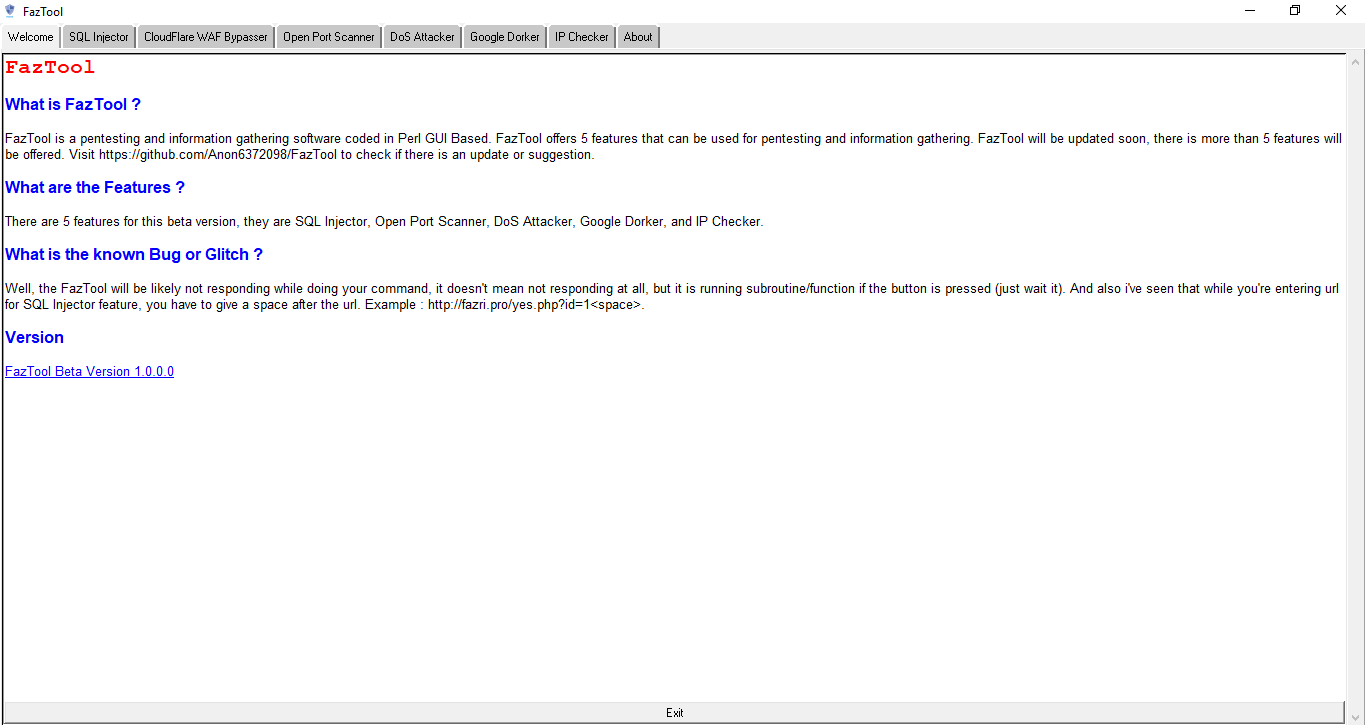 FazTool
Welcome SQL Injector CloudFlare WAF Bypasser Open Port Scanner DoS Attacker Google Dorker IP Checker About
FazTool
What is FazTool ?
FazTool is a pentesting and information gathering software coded in Perl GUI Based. FazTool offers 5 features that can be used for pentesting and information gathering. FazTool will be updated soon, there is more than 5 features will
be offered. Visit https://github.com/Anon6372098/FazTool to check if there is an update or suggestion.
What are the Features ?
There are 5 features for this beta version, they are SQL Injector, Open Port Scanner, DoS Attacker, Google Dorker, and IP Checker.
What is the known Bug or Glitch ?
Well, the FazTool will be likely not responding while doing your command, it doesn't mean not responding at all, but it is running subroutine/function if the button is pressed (just wait it). And also i've seen that while you're entering url
for SQL Injector feature, you have to give a space after the url. Example : http://fazri.pro/yes.php?id=1<space>.
Version
FazTool Beta Version 1.0.0.0
Exit